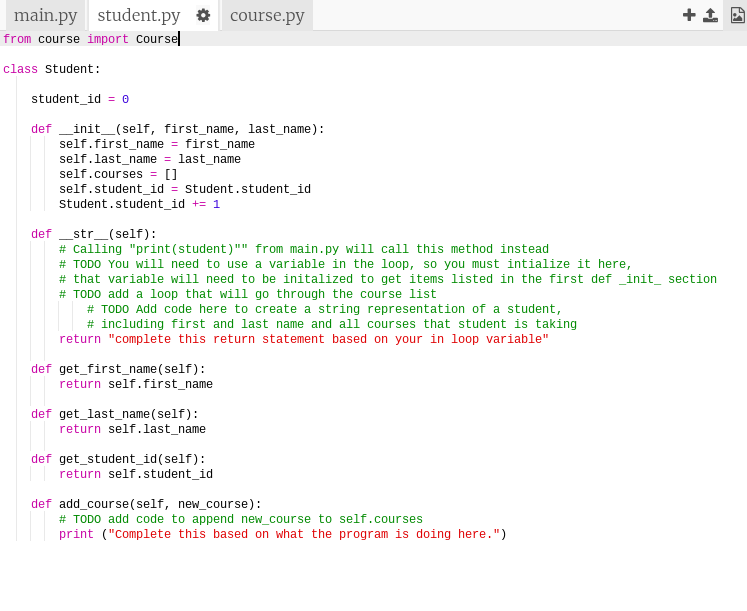 main.py student.py course.py
from course import Course
class Student:
student_id = 0
def __init__(self, first_name, last_name):
self.first_name = first_name
self.last_name = last_name
self.courses = []
self.student_id = Student.student_id
Student.student_id += 1
def __str__(self):
# Calling "print(student)"" from main.py will call this method instead
# TODO You will need to use a variable in the loop, so you must intialize it here,
# that variable will need to be initalized to get items listed in the first def _init_ section
# TODO add a loop that will go through the course list
# TODO Add code here to create a string representation of a student,
# including first and last name and all courses that student is taking
return "complete this return statement based on your in loop variable"
def get_first_name(self):
return self.first_name
def get_last_name(self):
return self.last_name
def get_student_id(self):
return self.student_id
def add_course(self, new_course):
# TODO add code to append new_course to self.courses
print ("Complete this based on what the program is doing here.")